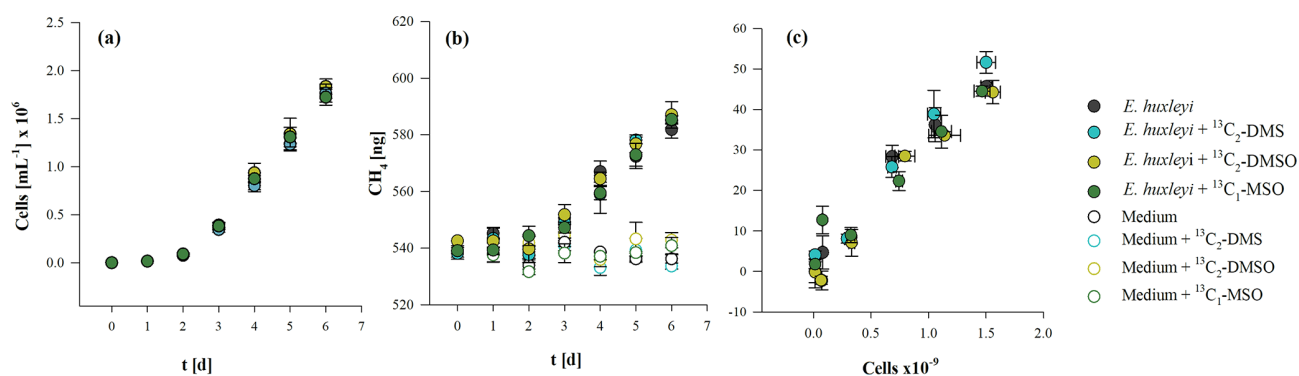 (a)
Cells [mL⁻¹] x 10⁶
2.5
2.0
1.5
1.0
0.5
0.0
0 1 2 3 4 5 6 7
t [d]
(b)
CH₄ [ng]
620
600
580
560
540
520
0 1 2 3 4 5 6 7
t [d]
(c)
60
50
40
30
20
10
0
-10
0.0 0.5 1.0 1.5 2.0
Cells x10⁻⁹
E. huxleyi
E. huxleyi + ¹³C₂-DMS
E. huxleyi + ¹³C₂-DMSO
E. huxleyi + ¹³C₁-MSO
Medium
Medium + ¹³C₂-DMS
Medium + ¹³C₂-DMSO
Medium + ¹³C₁-MSO